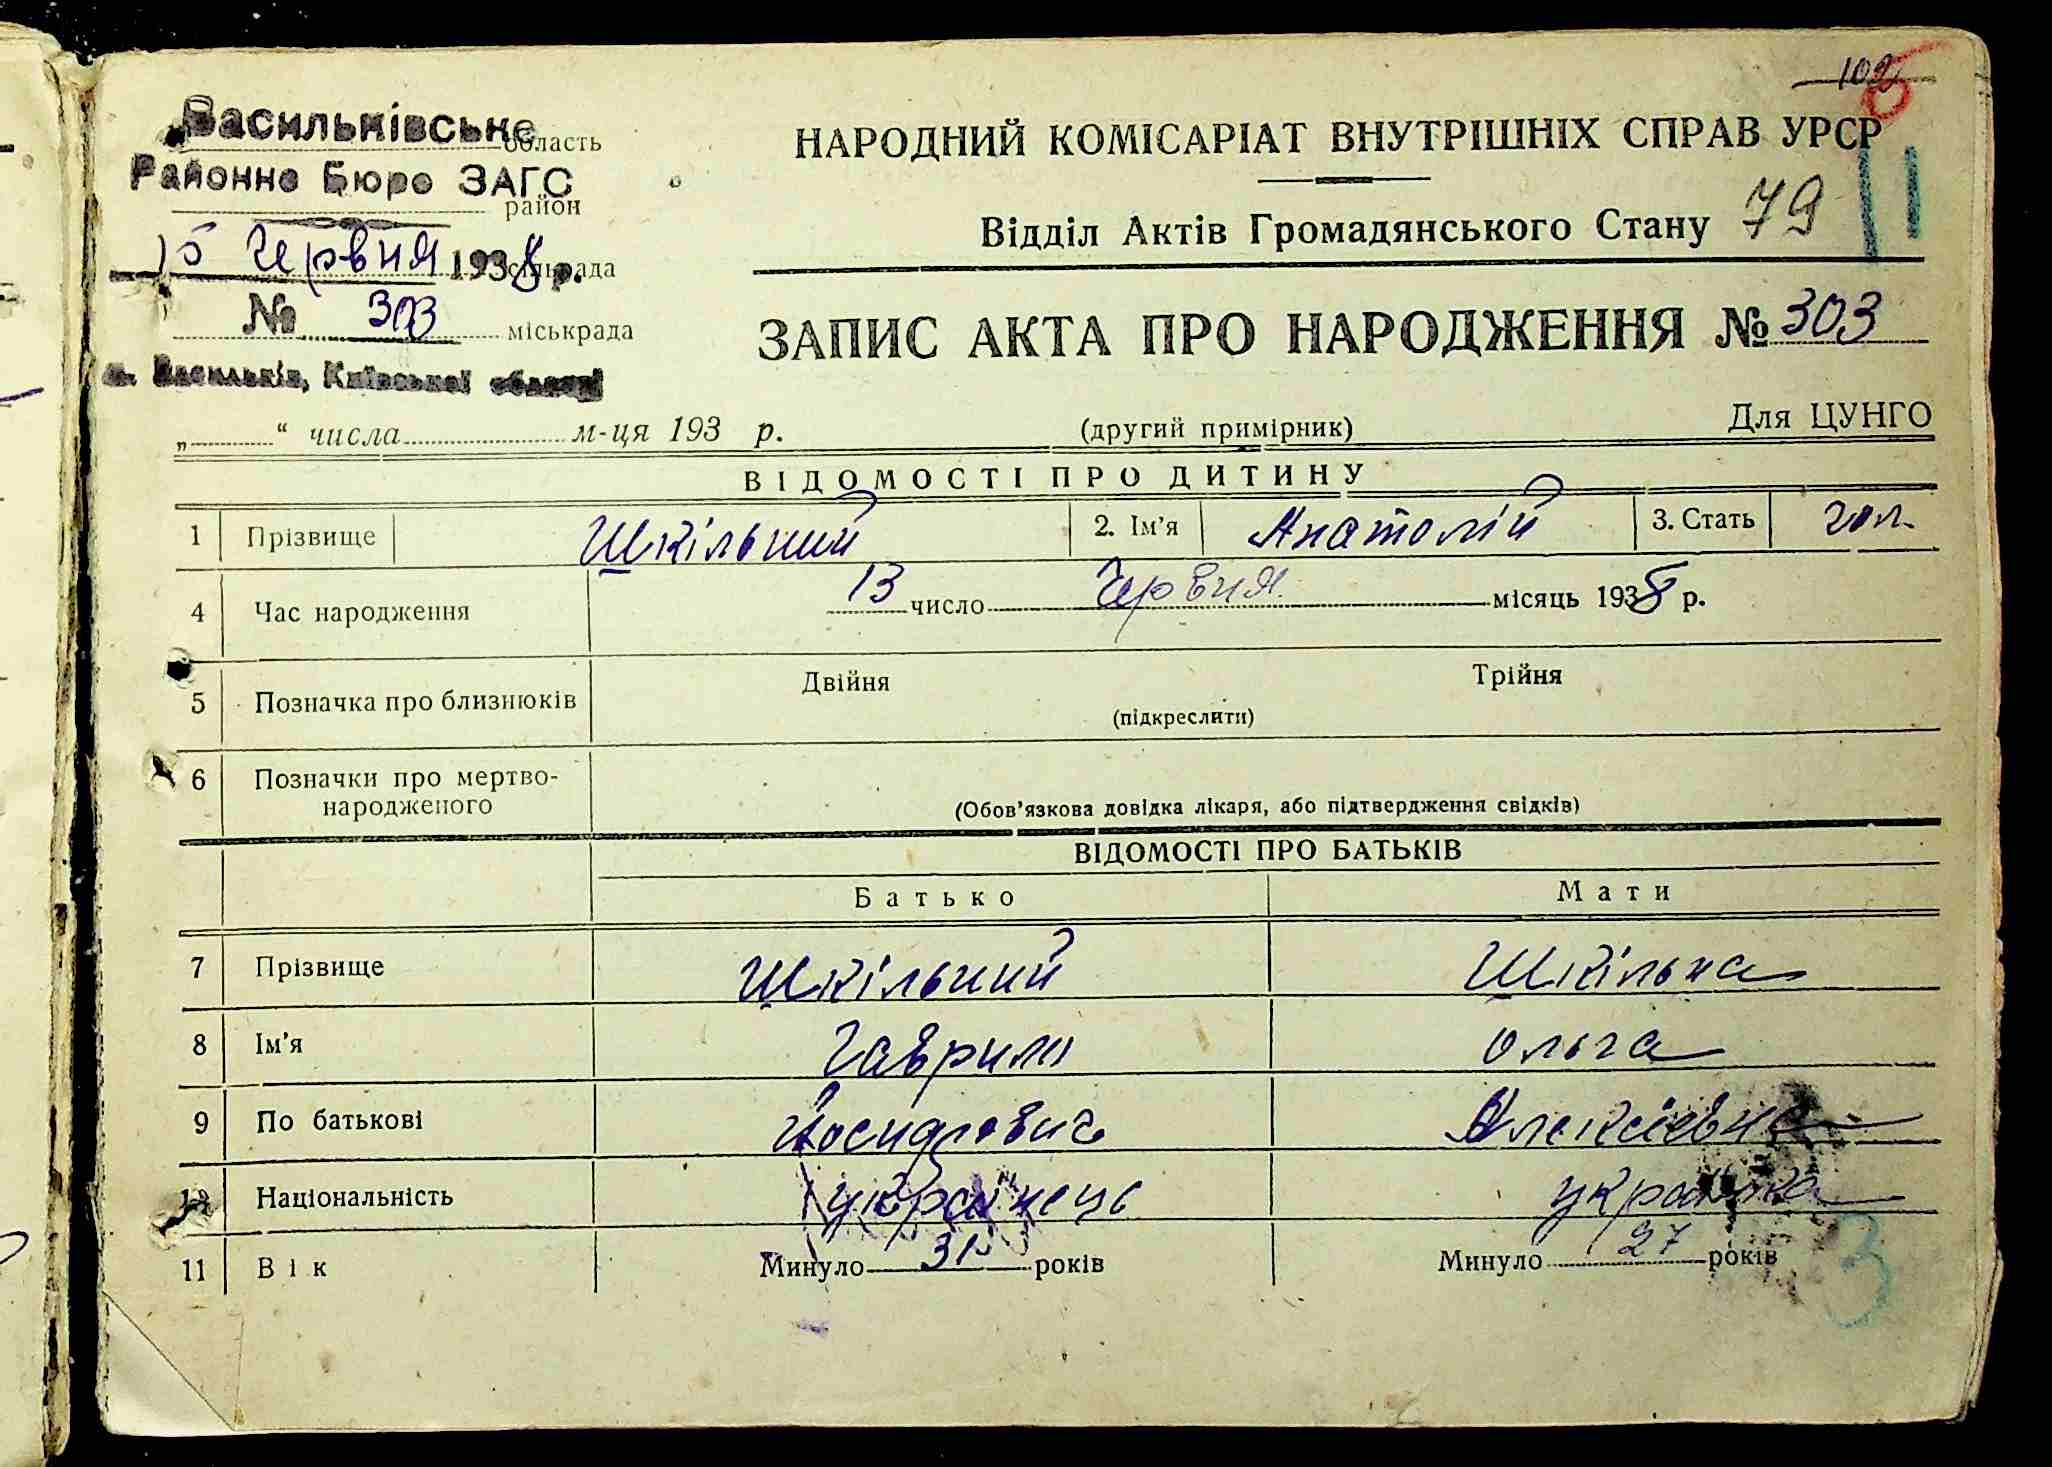 102
Васильківське
область
Районне Бюро ЗАГС
район
15 Червня 1938 р.
сільрада
№ 303
міськрада
м. Васильків, Київської області
„ “ числа м-ця 193 р.
НАРОДНИЙ КОМІСАРІАТ ВНУТРІШНІХ СПРАВ УРСР
Відділ Актів Громадянського Стану 79
ЗАПИС АКТА ПРО НАРОДЖЕННЯ № 303
(другий примірник) Для ЦУНГО
ВІДОМОСТІ ПРО ДИТИНУ
1 Прізвище Шкільний 2. Ім’я Анатолій 3. Стать чол.
4 Час народження 13 число Червня місяць 1938 р.
5 Позначка про близнюків Двійня Трійня
(підкреслити)
6 Позначки про мертво-
народженого (Обов’язкова довідка лікаря, або підтвердження свідків)
ВІДОМОСТІ ПРО БАТЬКІВ
Батько Мати
7 Прізвище Шкільний Шкільна
8 Ім’я Гаврило Ольга
9 По батькові Йосипович Алексієвна
10 Національність українець українка
11 Вік Минуло 31 років Минуло 27 років
3